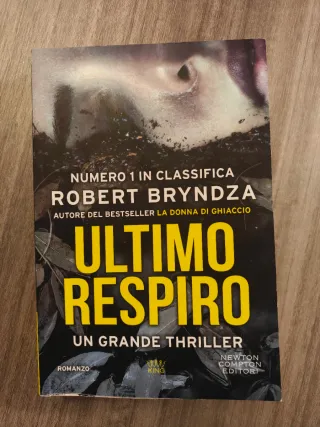 NUMERO 1 IN CLASSIFICA
ROBERT BRYNDZA
AUTORE DEL BESTSELLER LA DONNA DI GHIACCIO
ULTIMO
RESPIRO
UN GRANDE THRILLER
ROMANZO
KING
NEWTON
COMPTON
EDITORI